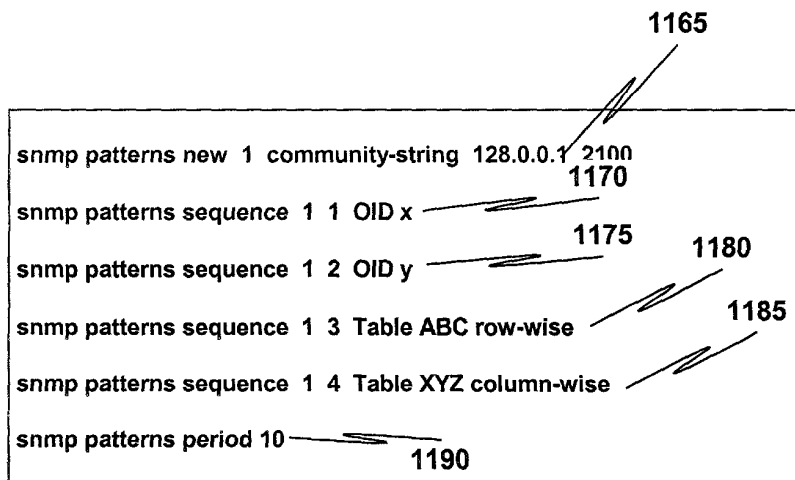 1165
snmp patterns new 1 community-string 128.0.0.1 2100
1170
snmp patterns sequence 1 1 OID x
1175
snmp patterns sequence 1 2 OID y
1180
snmp patterns sequence 1 3 Table ABC row-wise
1185
snmp patterns sequence 1 4 Table XYZ column-wise
snmp patterns period 10
1190